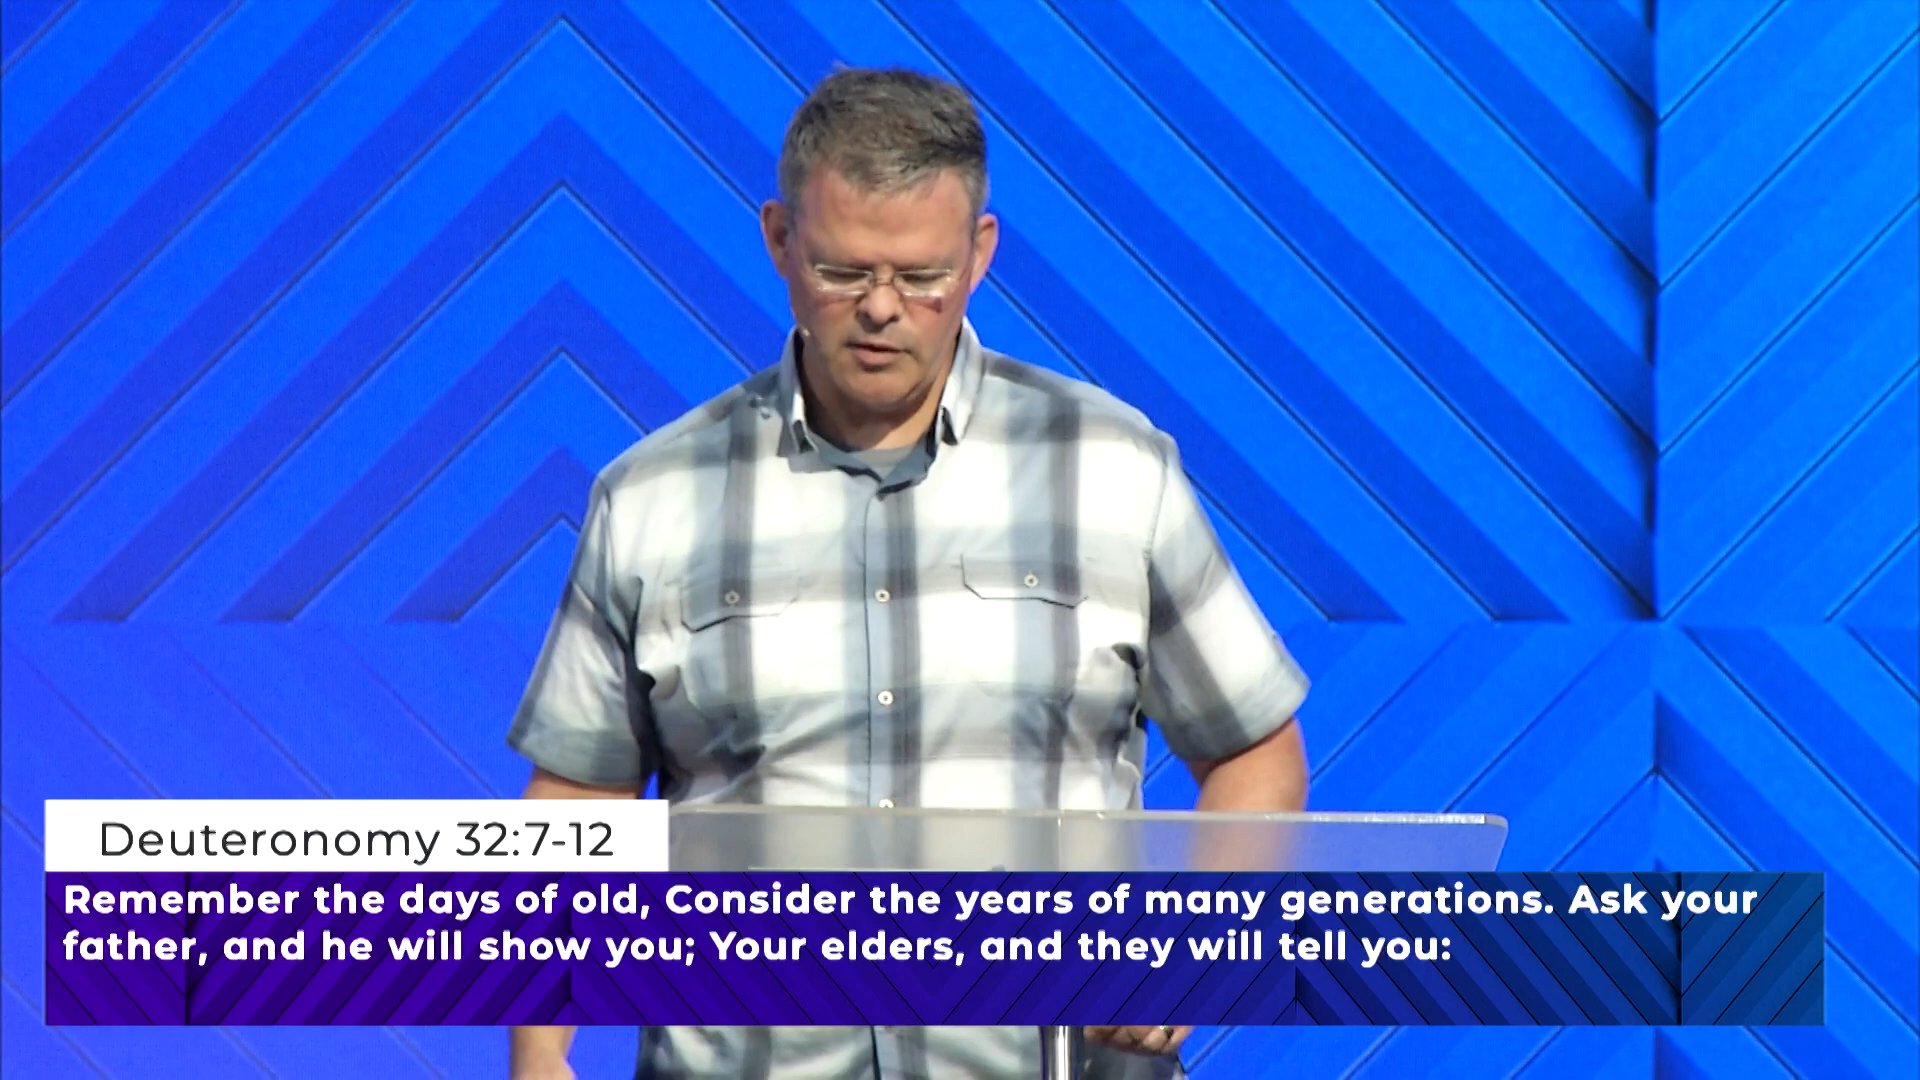 Deuteronomy 32:7-12
Remember the days of old, Consider the years of many generations. Ask your
father, and he will show you; Your elders, and they will tell you: